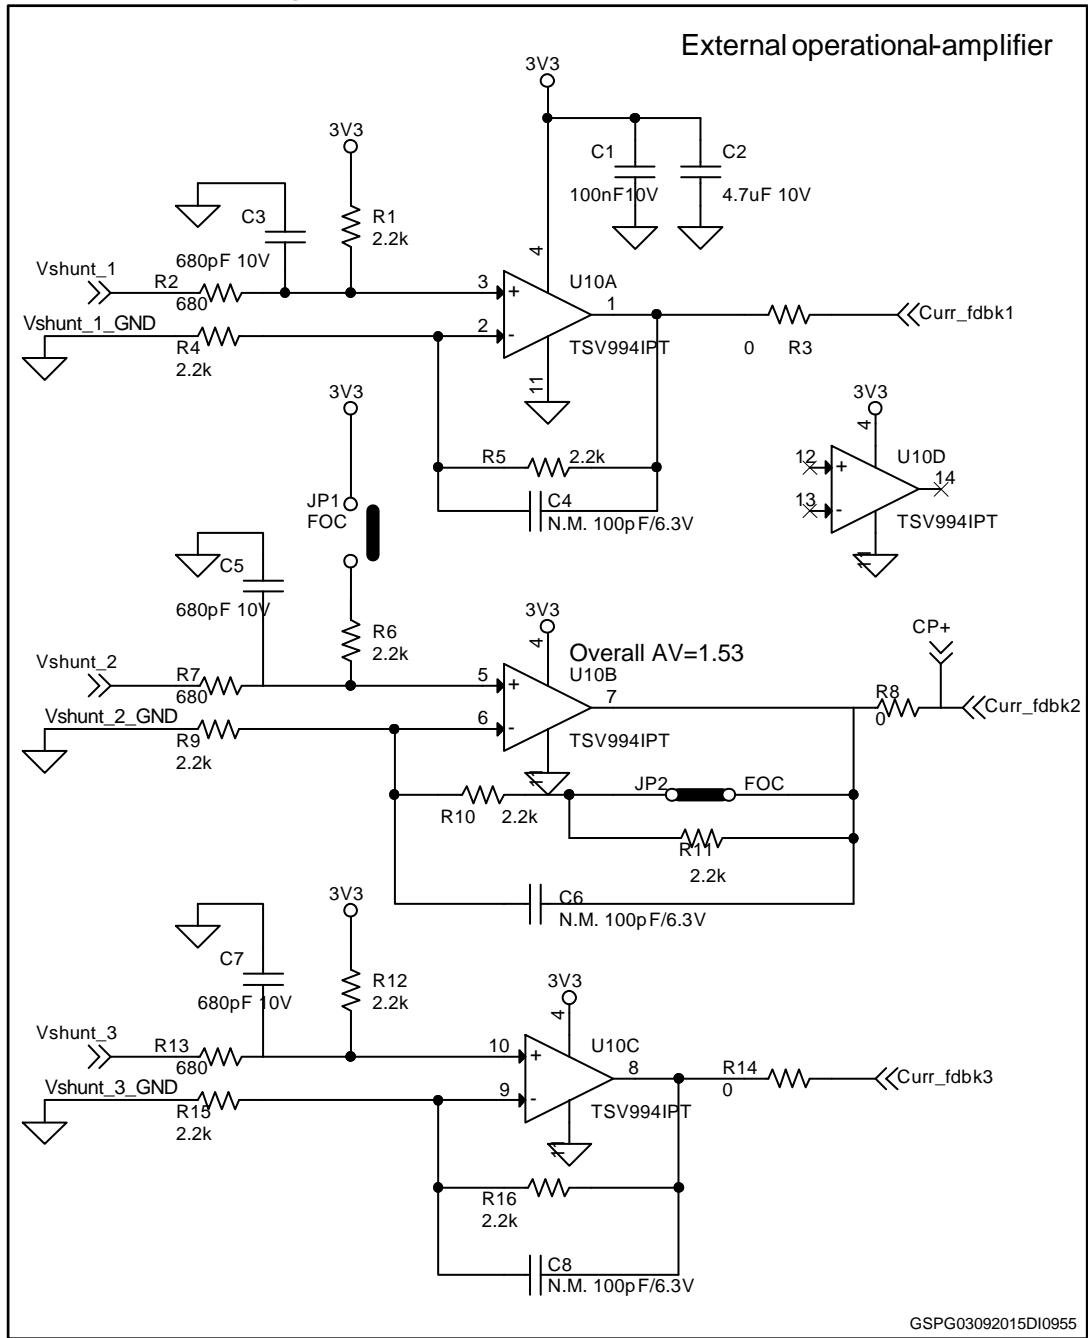 External operational-amplifier
3V3
3V3
C1
100nF10V
C2
4.7uF 10V
C3
680pF 10V
R1
2.2k
4
Vshunt_1
R2
680
3
+
U10A
1
Vshunt_1_GND
R4
2.2k
2
-
TSV994IPT
11
0
R3
Curr_fdbk1
3V3
R5
2.2k
C4
N.M. 100pF/6.3V
3V3
4
12
+
13
-
U10D
14
TSV994IPT
11
JP1
FOC
C5
680pF 10V
R6
2.2k
3V3
4
Overall AV=1.53
CP+
Vshunt_2
R7
680
5
+
U10B
7
R8
0
Curr_fdbk2
Vshunt_2_GND
R9
2.2k
6
-
TSV994IPT
11
R10
2.2k
JP2
FOC
R11
2.2k
C6
N.M. 100pF/6.3V
3V3
C7
680pF 10V
R12
2.2k
3V3
4
Vshunt_3
R13
680
10
+
U10C
8
R14
0
Curr_fdbk3
Vshunt_3_GND
R15
2.2k
9
-
TSV994IPT
11
R16
2.2k
C8
N.M. 100pF/6.3V
GSPG03092015DI0955